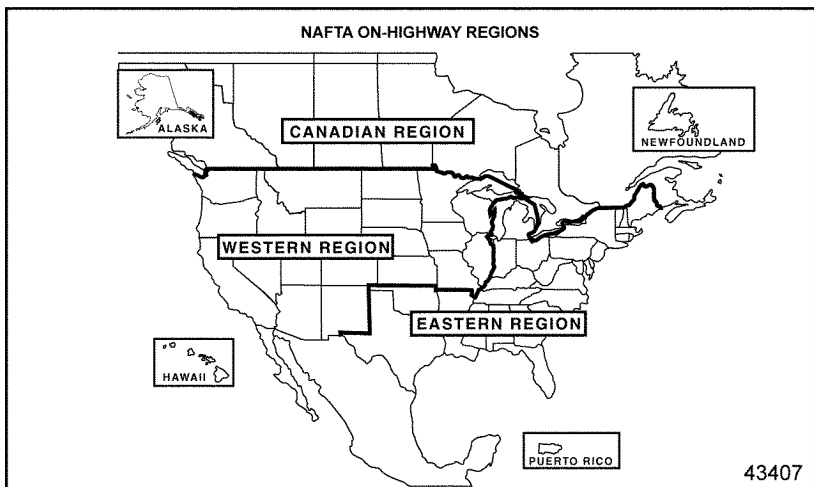 NAFTA ON-HIGHWAY REGIONS
ALASKA
NEWFOUNDLAND
CANADIAN REGION
WESTERN REGION
EASTERN REGION
HAWAII
PUERTO RICO
43407